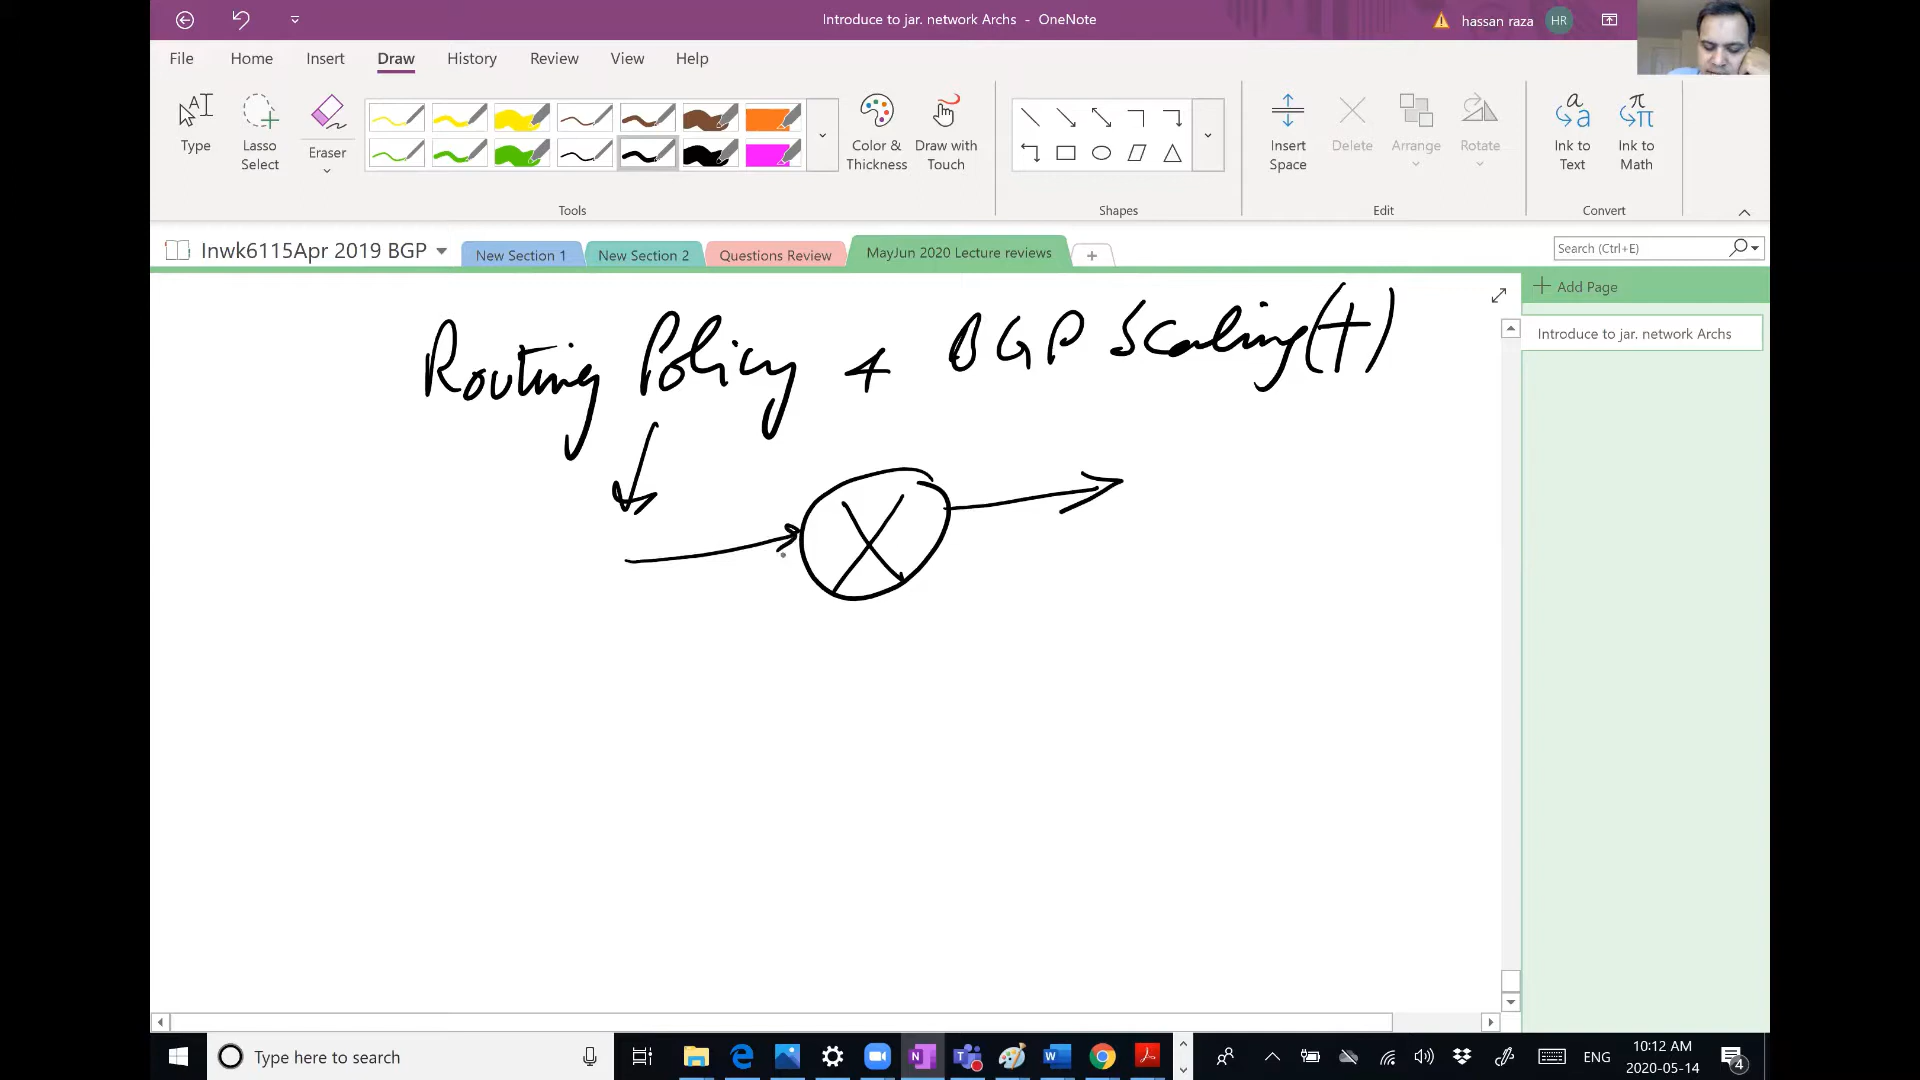 Introduce to jar. network Archs - OneNote
hassan raza HR
File Home Insert Draw History Review View Help
Type
Lasso Select
Eraser
Color & Thickness
Draw with Touch
Insert Space
Delete
Arrange
Rotate
Ink to Text
Ink to Math
Tools Shapes Edit Convert
Inwk6115Apr 2019 BGP New Section 1 New Section 2 Questions Review MayJun 2020 Lecture reviews + Search (Ctrl+E)
+ Add Page
Introduce to jar. network Archs
Routing Policy + BGP Scaling(+)
Type here to search
ENG
10:12 AM
2020-05-14
4